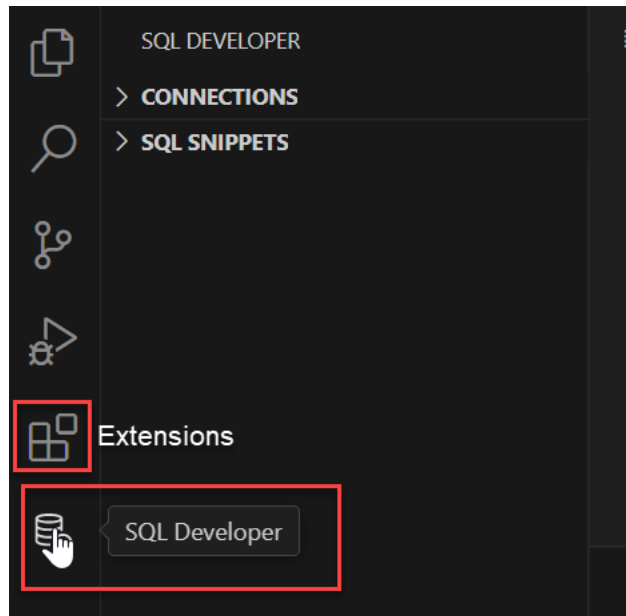 SQL DEVELOPER
CONNECTIONS
SQL SNIPPETS
Extensions
SQL Developer